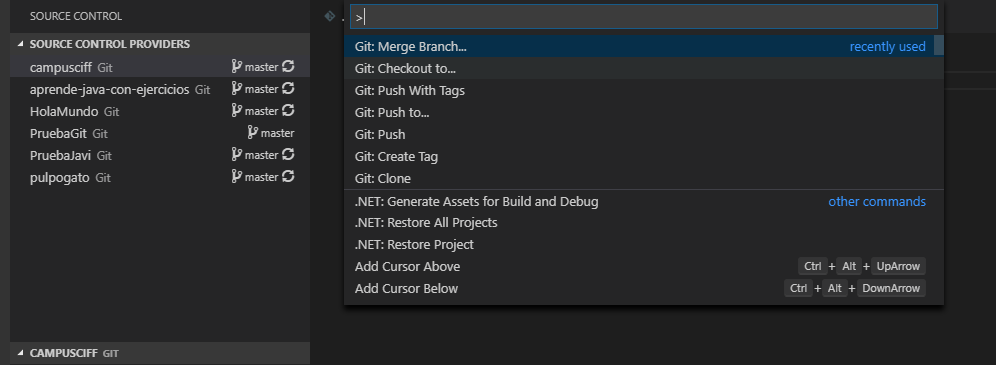 SOURCE CONTROL
SOURCE CONTROL PROVIDERS
campusciff Git master
aprende-java-con-ejercicios Git master
HolaMundo Git master
PruebaGit Git master
PruebaJavi Git master
pulpogato Git master
CAMPUSCIFF GIT
>
Git: Merge Branch... recently used
Git: Checkout to...
Git: Push With Tags
Git: Push to...
Git: Push
Git: Create Tag
Git: Clone
.NET: Generate Assets for Build and Debug other commands
.NET: Restore All Projects
.NET: Restore Project
Add Cursor Above Ctrl + Alt + UpArrow
Add Cursor Below Ctrl + Alt + DownArrow